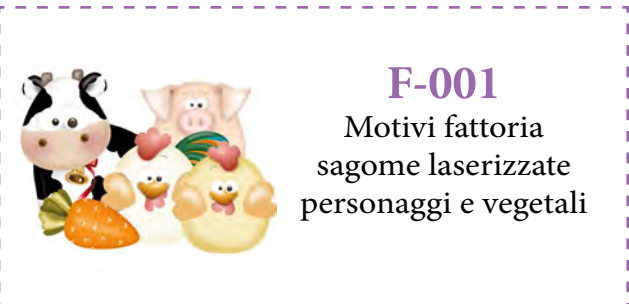 F-001
Motivi fattoria
sagome laserizzate
personaggi e vegetali